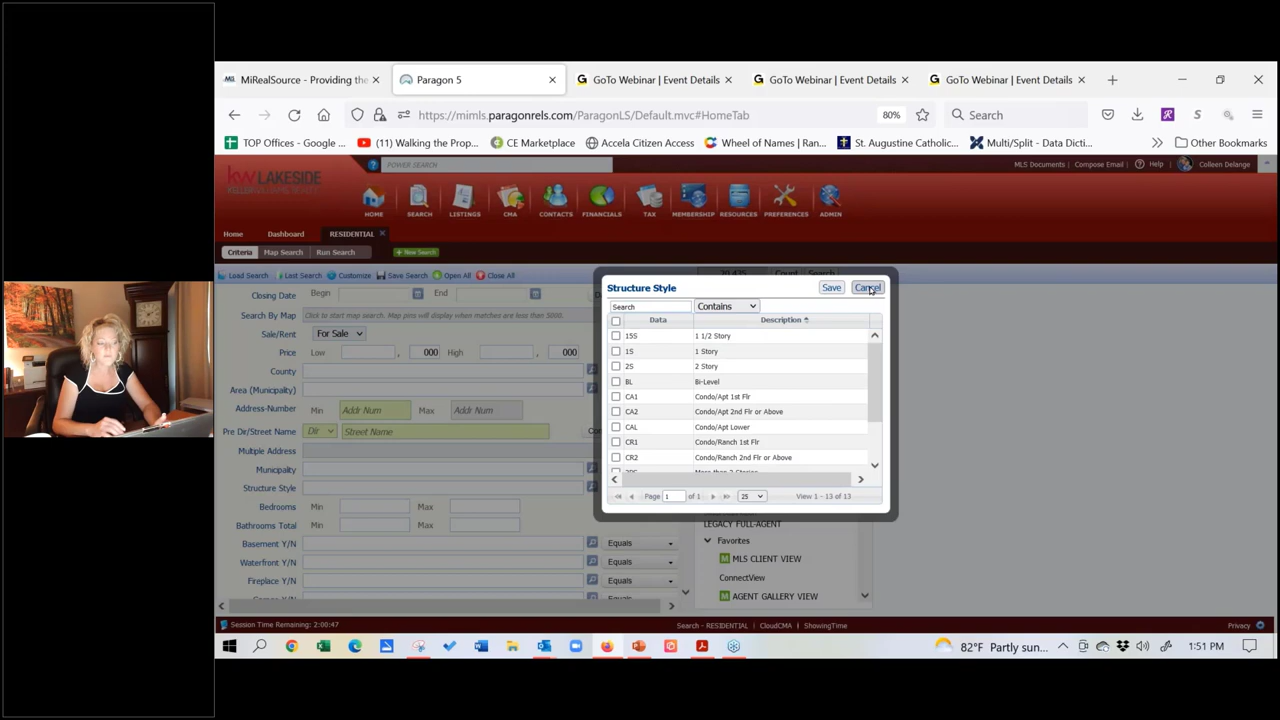 MiRealSource - Providing the
Paragon 5
GoTo Webinar | Event Details
GoTo Webinar | Event Details
GoTo Webinar | Event Details
https://mimls.paragonrels.com/ParagonLS/Default.mvc#HomeTab
80%
Search
TOP Offices - Google ...
(11) Walking the Prop...
CE Marketplace
Accela Citizen Access
Wheel of Names | Ran...
St. Augustine Catholic...
Multi/Split - Data Dicti...
Other Bookmarks
POWER SEARCH
MLS Documents
Compose Email
Help
Colleen Delange
kw LAKESIDE
HOME
SEARCH
LISTINGS
CMA
CONTACTS
FINANCIALS
TAX
MEMBERSHIP
RESOURCES
PREFERENCES
ADMIN
Home
Dashboard
RESIDENTIAL
Criteria
Map Search
Run Search
New Search
Load Search
Last Search
Customize
Save Search
Open All
Close All
Count
Search
Closing Date
Begin
End
Search By Map
Click to start map search. Map pins will display when matches are less than 5000.
Sale/Rent
For Sale
Price
Low
, 000
High
, 000
County
Area (Municipality)
Address-Number
Min
Addr Num
Max
Addr Num
Pre Dir/Street Name
Dir
Street Name
Multiple Address
Municipality
Structure Style
Bedrooms
Min
Max
Bathrooms Total
Min
Max
Basement Y/N
Equals
Waterfront Y/N
Equals
Fireplace Y/N
Equals
Structure Style
Save
Cancel
Search
Contains
Data
Description
15S
1 1/2 Story
1S
1 Story
2S
2 Story
BL
Bi-Level
CA1
Condo/Apt 1st Flr
CA2
Condo/Apt 2nd Flr or Above
CAL
Condo/Apt Lower
CR1
Condo/Ranch 1st Flr
CR2
Condo/Ranch 2nd Flr or Above
Page 1 of 1
25
View 1 - 13 of 13
LEGACY FULL-AGENT
Favorites
MLS CLIENT VIEW
ConnectView
AGENT GALLERY VIEW
Session Time Remaining: 2:00:47
Search - RESIDENTIAL
CloudCMA
ShowingTime
Privacy
82°F Partly sun...
1:51 PM